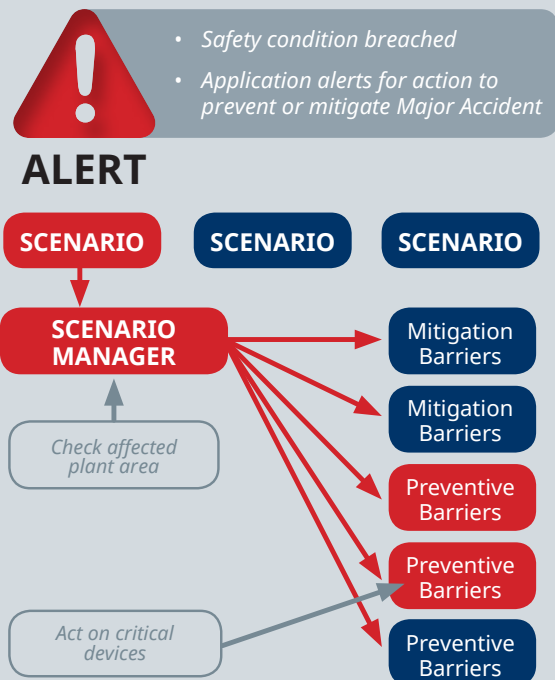 • Safety condition breached
• Application alerts for action to
prevent or mitigate Major Accident
ALERT
SCENARIO
SCENARIO
SCENARIO
SCENARIO
MANAGER
Mitigation
Barriers
Mitigation
Barriers
Check affected
plant area
Preventive
Barriers
Preventive
Barriers
Act on critical
devices
Preventive
Barriers